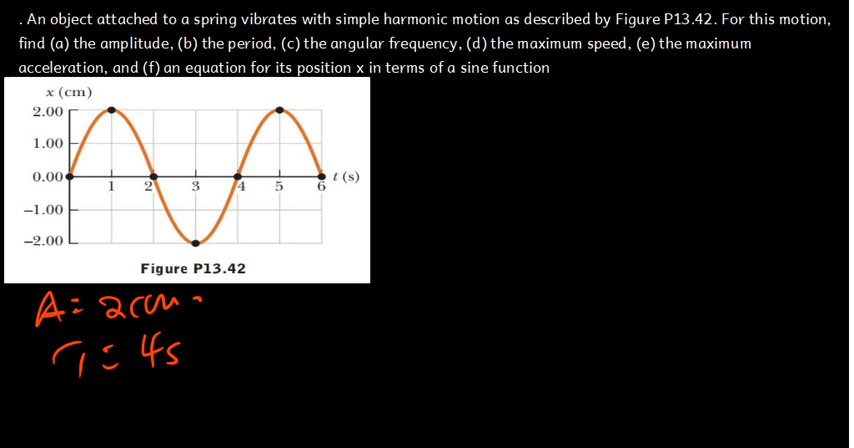 . An object attached to a spring vibrates with simple harmonic motion as described by Figure P13.42. For this motion,
find (a) the amplitude, (b) the period, (c) the angular frequency, (d) the maximum speed, (e) the maximum
acceleration, and (f) an equation for its position x in terms of a sine function
x (cm)
2.00
1.00
0.00
t (s)
1 2 3 4 5 6
−1.00
−2.00
Figure P13.42
A = 2cm.
T = 4s